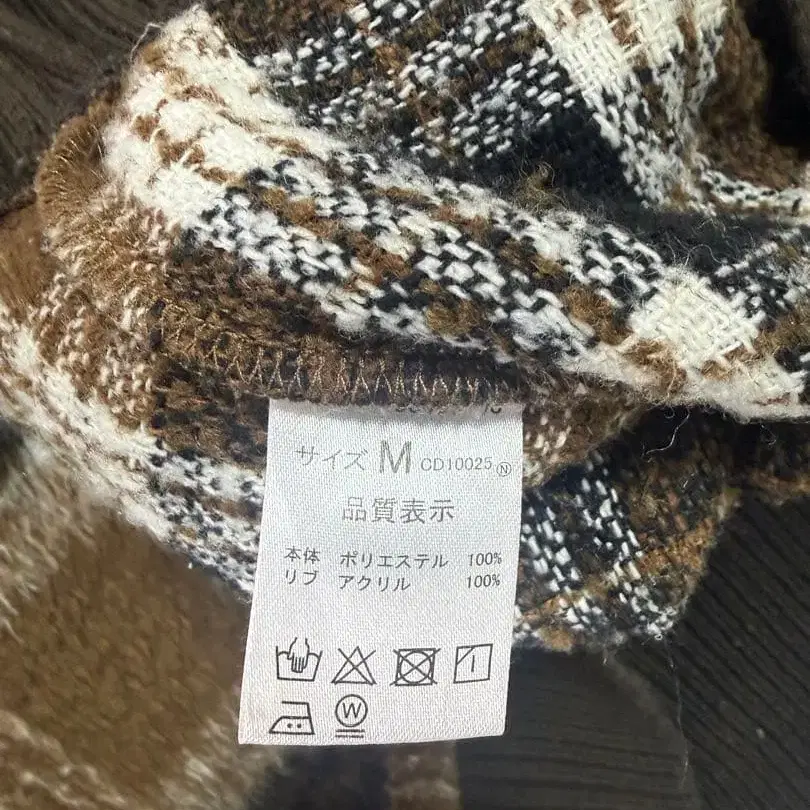 サイズ M CD10025 Ⓝ
品質表示
本体 ポリエステル 100%
リブ アクリル 100%
W